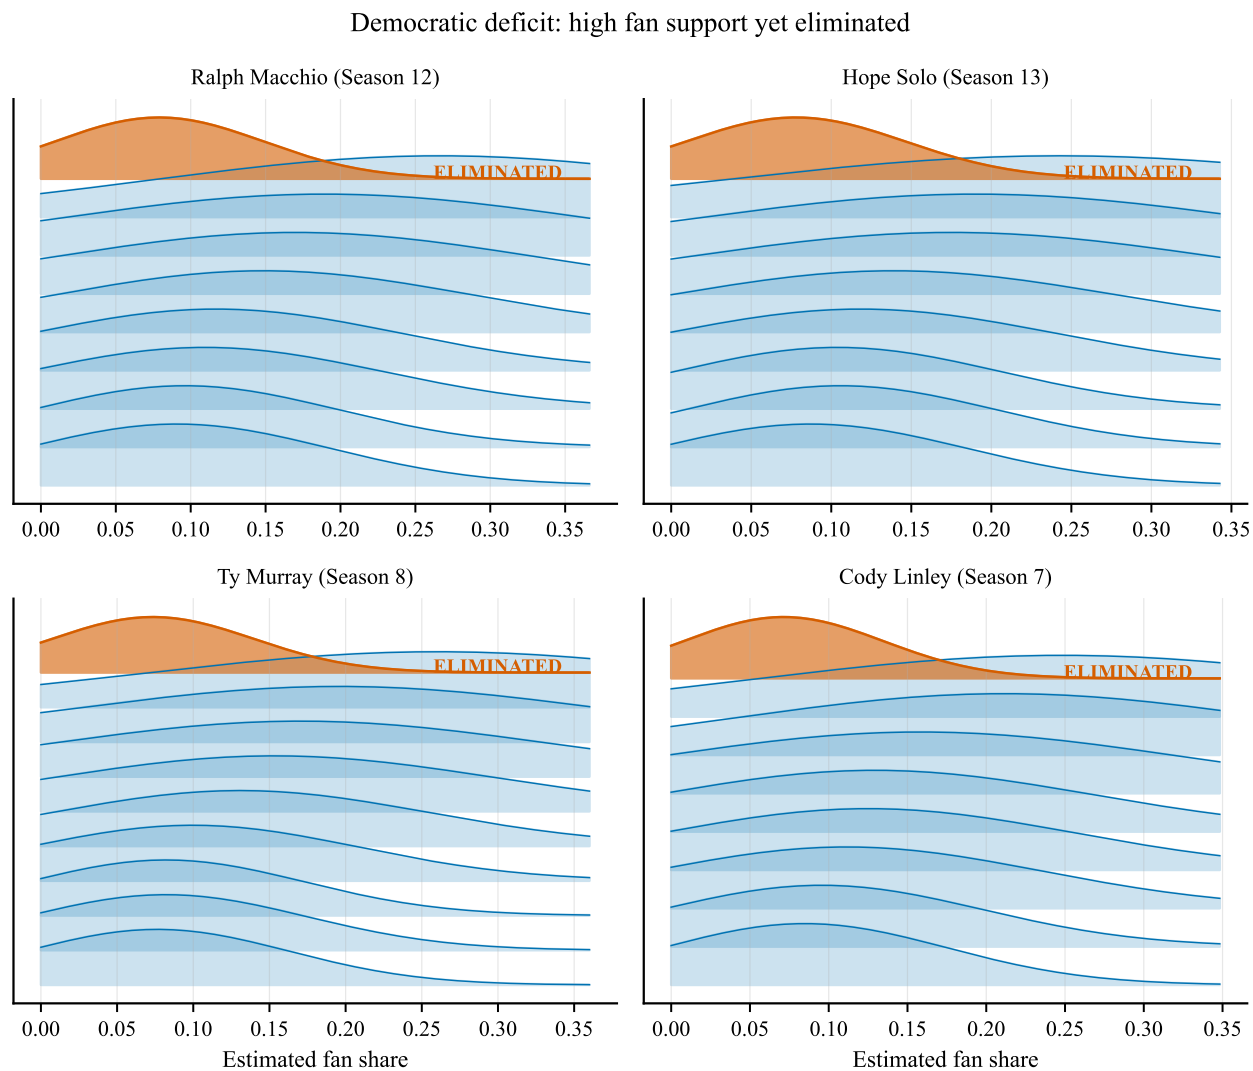 Democratic deficit: high fan support yet eliminated
Ralph Macchio (Season 12)
ELIMINATED
0.00 0.05 0.10 0.15 0.20 0.25 0.30 0.35
Hope Solo (Season 13)
ELIMINATED
0.00 0.05 0.10 0.15 0.20 0.25 0.30 0.35
Ty Murray (Season 8)
ELIMINATED
0.00 0.05 0.10 0.15 0.20 0.25 0.30 0.35
Estimated fan share
Cody Linley (Season 7)
ELIMINATED
0.00 0.05 0.10 0.15 0.20 0.25 0.30 0.35
Estimated fan share